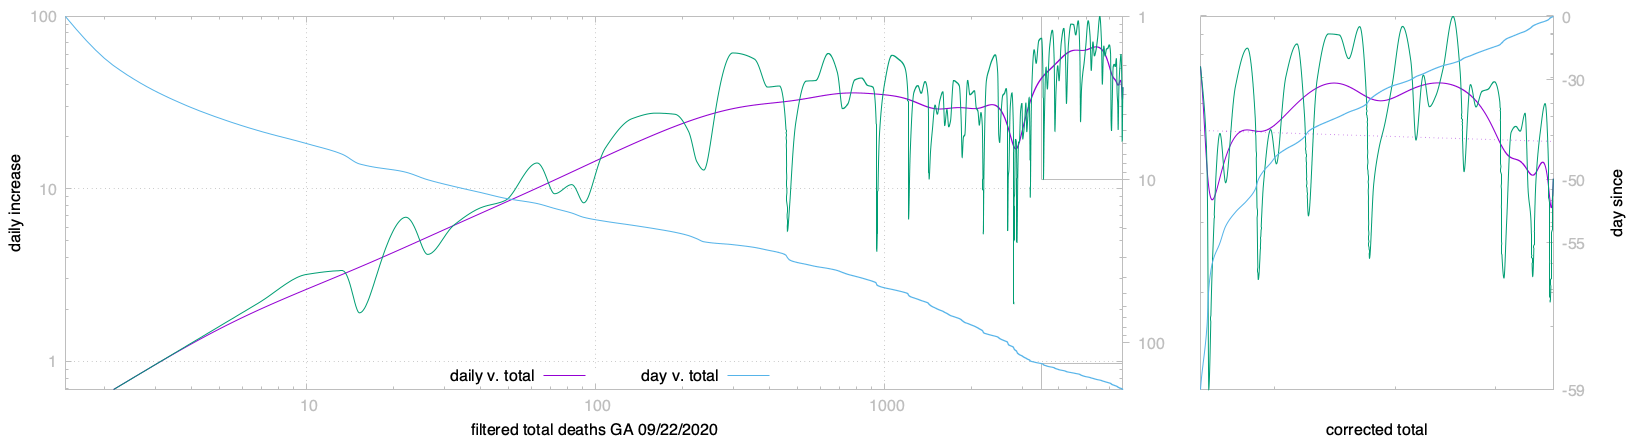 100
10
1
daily increase
10
100
1000
filtered total deaths GA 09/22/2020
daily v. total
day v. total
1
10
100
0
-30
-50
-55
-59
day since
corrected total